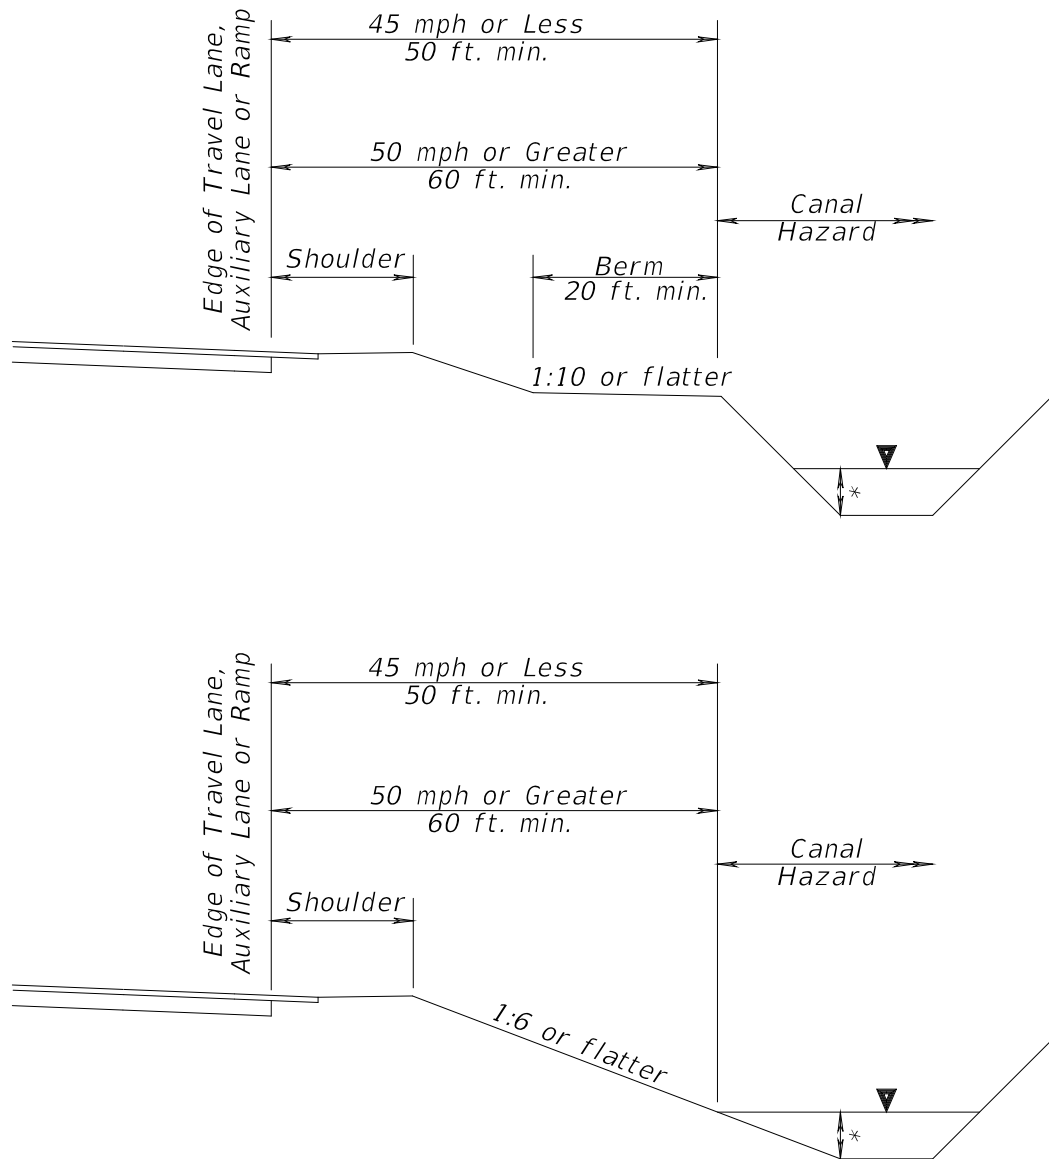 45 mph or Less
50 ft. min.
Edge of Travel Lane,
Auxiliary Lane or Ramp
50 mph or Greater
60 ft. min.
Canal
Hazard
Shoulder
Berm
20 ft. min.
1:10 or flatter
*
45 mph or Less
50 ft. min.
Edge of Travel Lane,
Auxiliary Lane or Ramp
50 mph or Greater
60 ft. min.
Canal
Hazard
Shoulder
1:6 or flatter
*